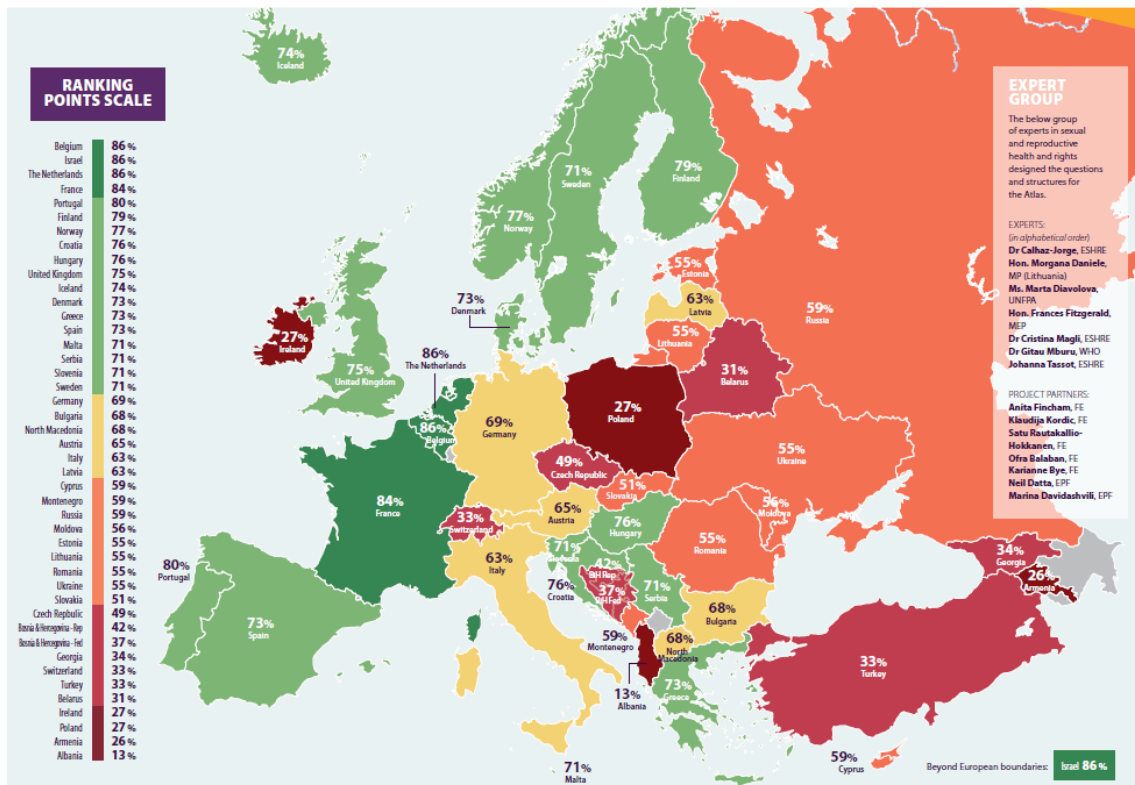 RANKING
POINTS SCALE
Belgium 86 %
Israel 86 %
The Netherlands 86 %
France 84 %
Portugal 80 %
Finland 79 %
Norway 77 %
Croatia 76 %
Hungary 76 %
United Kingdom 75 %
Iceland 74 %
Denmark 73 %
Greece 73 %
Spain 73 %
Malta 71 %
Serbia 71 %
Slovenia 71 %
Sweden 71 %
Germany 69 %
Bulgaria 68 %
North Macedonia 68 %
Austria 65 %
Italy 63 %
Latvia 63 %
Cyprus 59 %
Montenegro 59 %
Russia 59 %
Moldova 56 %
Estonia 55 %
Lithuania 55 %
Romania 55 %
Ukraine 55 %
Slovakia 51 %
Czech Repbulic 49 %
Bosnia & Hercegovina - Rep 42 %
Bosnia & Hercegovina - Fed 37 %
Georgia 34 %
Switzerland 33 %
Turkey 33 %
Belarus 31 %
Ireland 27 %
Poland 27 %
Armenia 26 %
Albania 13 %
74%
Iceland
71%
Sweden
79%
Finland
77%
Norway
55%
Estonia
63%
Latvia
55%
Lithuania
59%
Russia
73%
Denmark
27%
Ireland
75%
United Kingdom
86%
The Netherlands
86%
Belgium
69%
Germany
27%
Poland
31%
Belarus
55%
Ukraine
49%
Czech Republic
51%
Slovakia
56%
Moldova
84%
France
33%
Switzerland
65%
Austria
76%
Hungary
55%
Romania
63%
Italy
71%
Slovenia
76%
Croatia
42%
BH Rep
37%
BH Fed
71%
Serbia
80%
Portugal
73%
Spain
59%
Montenegro
68%
North
Macedonia
68%
Bulgaria
13%
Albania
73%
Greece
71%
Malta
34%
Georgia
26%
Armenia
33%
Turkey
59%
Cyprus
EXPERT
GROUP
The below group
of experts in sexual
and reproductive
health and rights
designed the questions
and structures for
the Atlas.
EXPERTS:
(in alphabetical order)
Dr Calhaz-Jorge, ESHRE
Hon. Morgana Daniele,
MP (Lithuania)
Ms. Marta Diavolova,
UNFPA
Hon. Frances Fitzgerald,
MEP
Dr Cristina Magli, ESHRE
Dr Gitau Mburu, WHO
Johanna Tassot, ESHRE
PROJECT PARTNERS:
Anita Fincham, FE
Klaudija Kordic, FE
Satu Rautakallio-
Hokkanen, FE
Ofra Balaban, FE
Karianne Bye, FE
Neil Datta, EPF
Marina Davidashvili, EPF
Beyond European boundaries: Israel 86 %